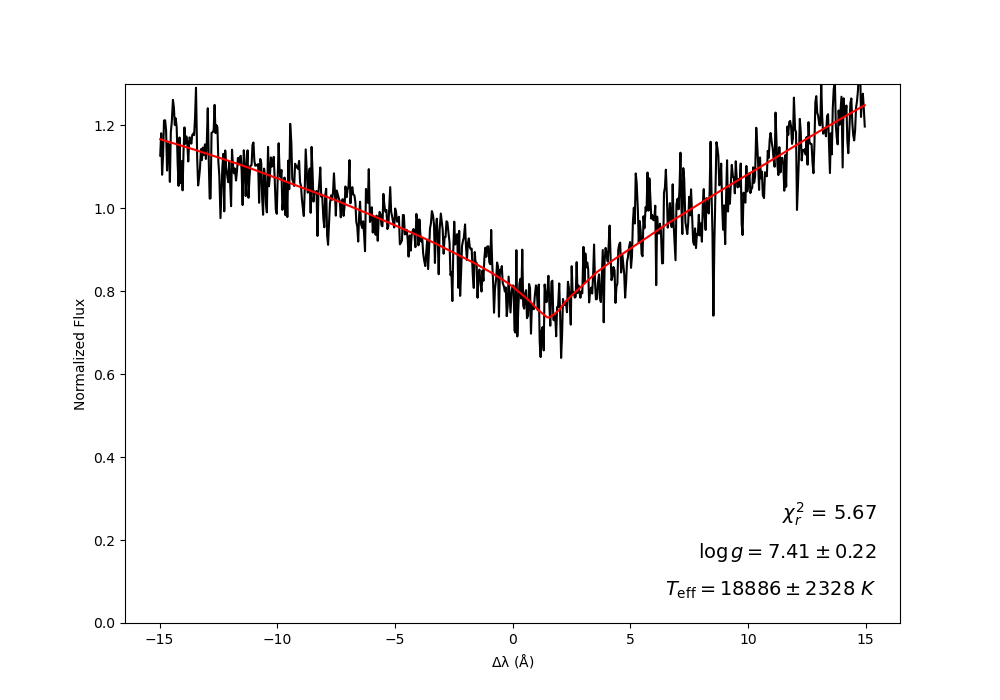 1.2
1.0
0.8
0.6
0.4
0.2
0.0
Normalized Flux
χ²ᵣ = 5.67
log g = 7.41 ± 0.22
T_eff = 18886 ± 2328 K
−15 −10 −5 0 5 10 15
Δλ (Å)